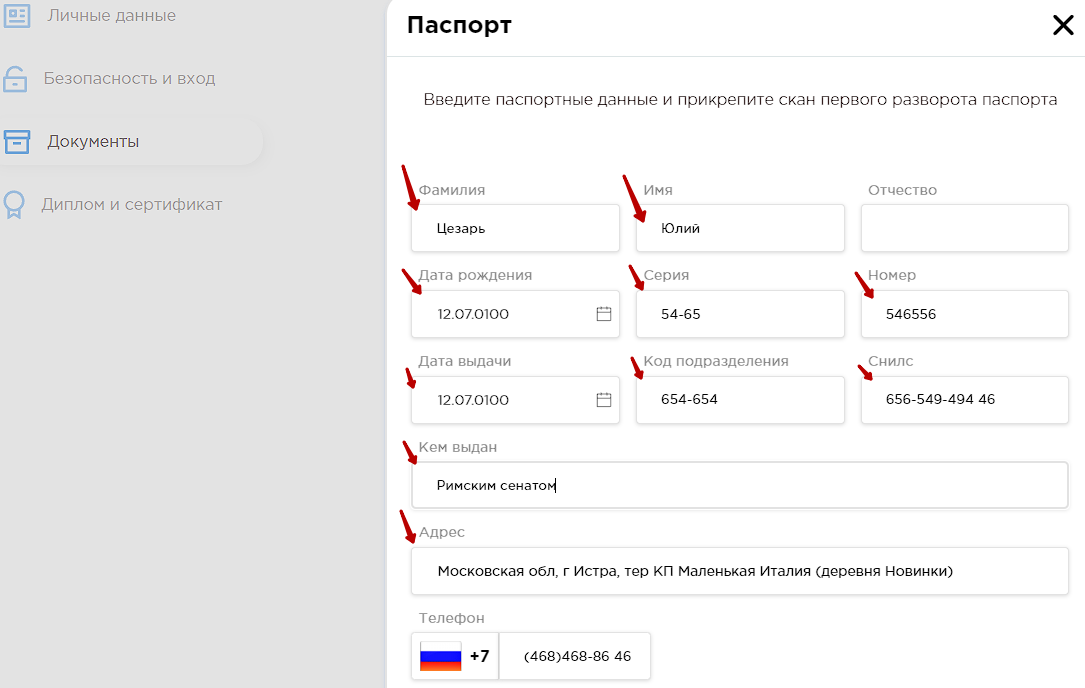 Личные данные
Безопасность и вход
Документы
Диплом и сертификат
Паспорт
Введите паспортные данные и прикрепите скан первого разворота паспорта
Фамилия Имя Отчество
Цезарь Юлий
Дата рождения Серия Номер
12.07.0100 54-65 546556
Дата выдачи Код подразделения Снилс
12.07.0100 654-654 656-549-494 46
Кем выдан
Римским сенатом
Адрес
Московская обл, г Истра, тер КП Маленькая Италия (деревня Новинки)
Телефон
+7 (468)468-86 46